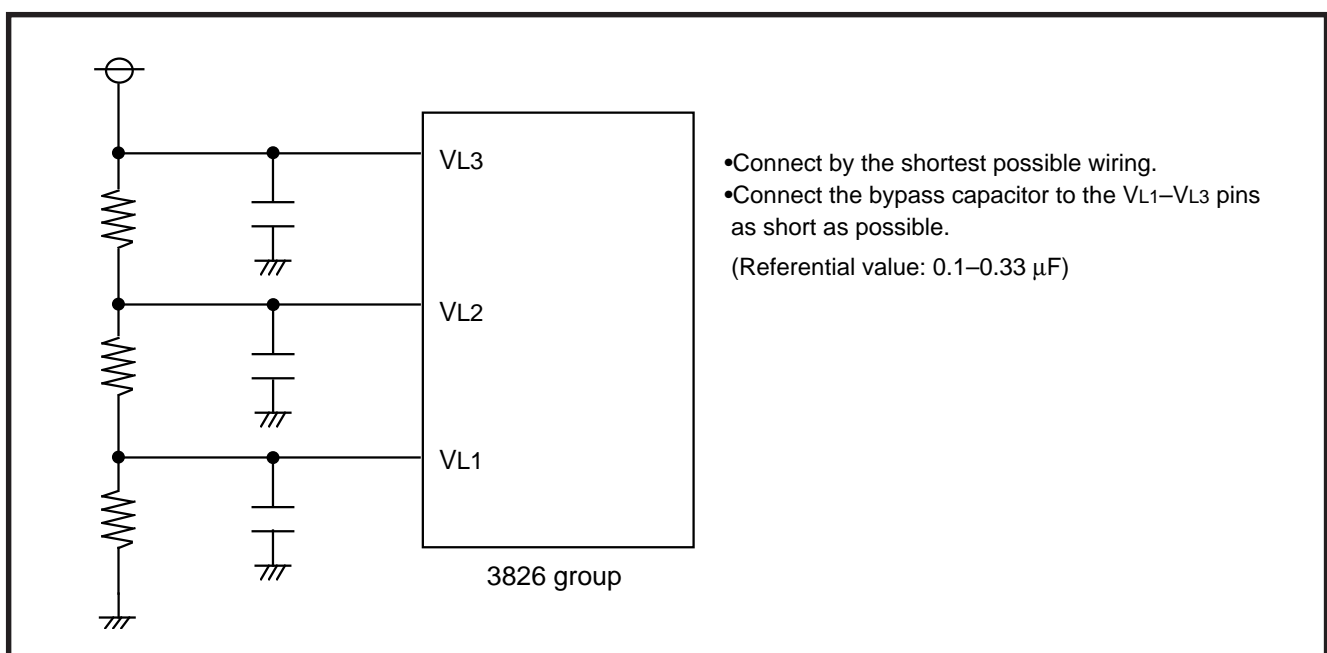 VL3
•Connect by the shortest possible wiring.
•Connect the bypass capacitor to the VL1–VL3 pins
as short as possible.
(Referential value: 0.1–0.33 μF)
VL2
VL1
3826 group